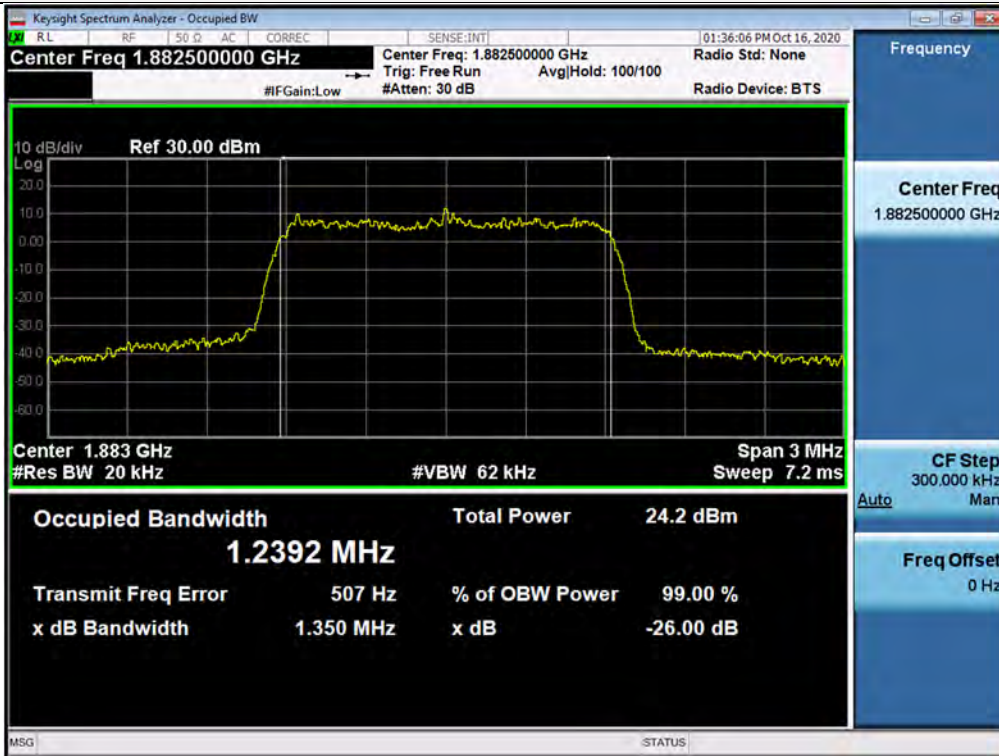 Keysight Spectrum Analyzer - Occupied BW
LXI RL RF 50 Ω AC CORREC SENSE:INT 01:36:06 PM Oct 16, 2020
Center Freq 1.882500000 GHz
Center Freq: 1.882500000 GHz Radio Std: None
Trig: Free Run Avg|Hold: 100/100
#IFGain:Low #Atten: 30 dB Radio Device: BTS
10 dB/div Ref 30.00 dBm
Log
20.0
10.0
0.00
-10.0
-20.0
-30.0
-40.0
-50.0
-60.0
Center 1.883 GHz Span 3 MHz
#Res BW 20 kHz #VBW 62 kHz Sweep 7.2 ms
Occupied Bandwidth Total Power 24.2 dBm
1.2392 MHz
Transmit Freq Error 507 Hz % of OBW Power 99.00 %
x dB Bandwidth 1.350 MHz x dB -26.00 dB
MSG STATUS
Frequency
Center Freq
1.882500000 GHz
CF Step
300.000 kHz
Auto Man
Freq Offset
0 Hz